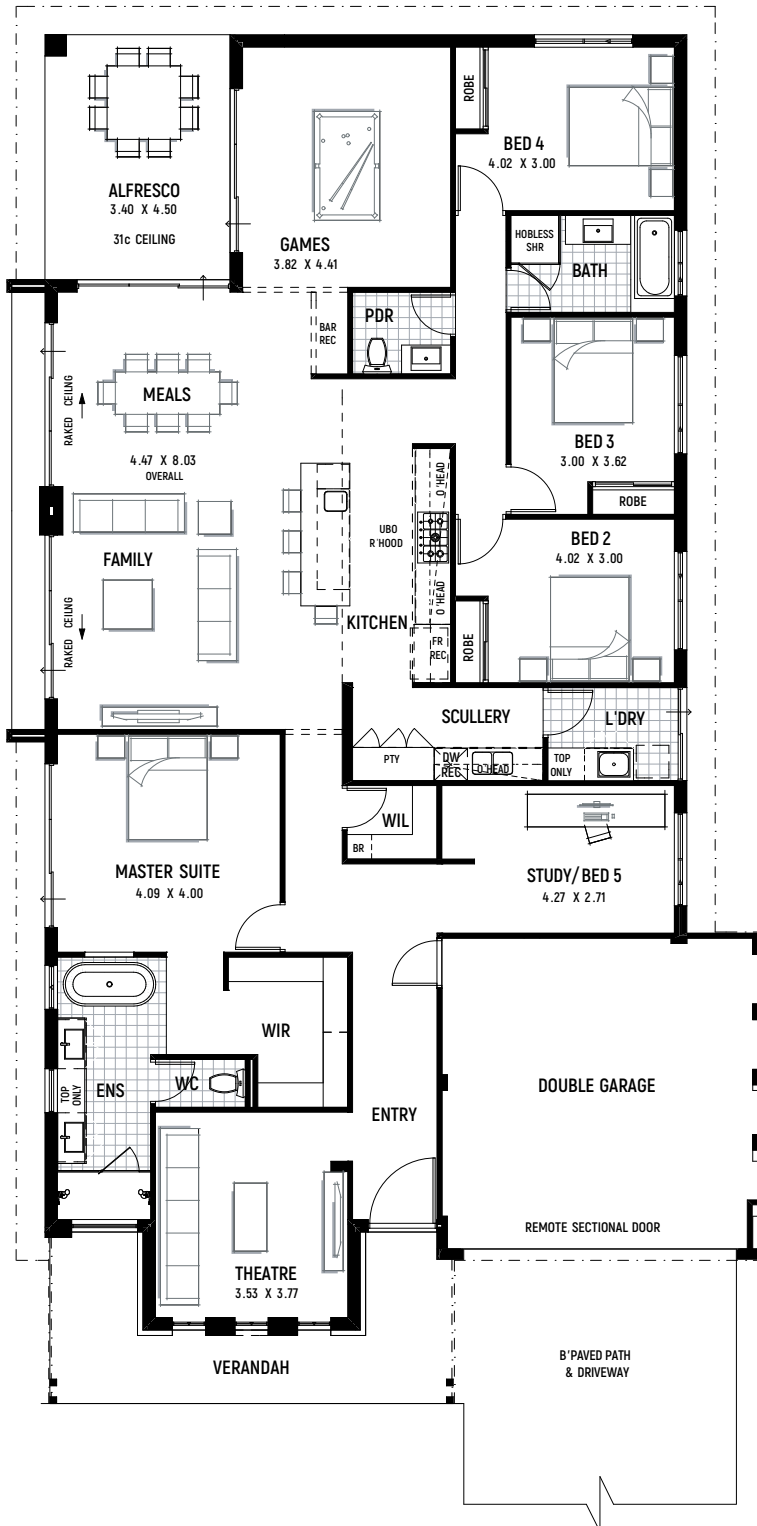 ROBE
BED 4
4.02 X 3.00
ALFRESCO
3.40 X 4.50
31c CEILING
GAMES
3.82 X 4.41
HOBLESS
SHR
BATH
PDR
BAR
REC
MEALS
RAKED CEILNG
4.47 X 8.03
OVERALL
BED 3
3.00 X 3.62
ROBE
O'HEAD
UBO
R'HOOD
FAMILY
BED 2
4.02 X 3.00
O'HEAD
RAKED CEILNG
KITCHEN
FR
REC
ROBE
SCULLERY
L'DRY
PTY
DW
REC
O'HEAD
TOP
ONLY
WIL
BR
MASTER SUITE
4.09 X 4.00
STUDY/BED 5
4.27 X 2.71
WIR
TOP
ONLY
ENS
WC
DOUBLE GARAGE
ENTRY
REMOTE SECTIONAL DOOR
THEATRE
3.53 X 3.77
VERANDAH
B'PAVED PATH
& DRIVEWAY